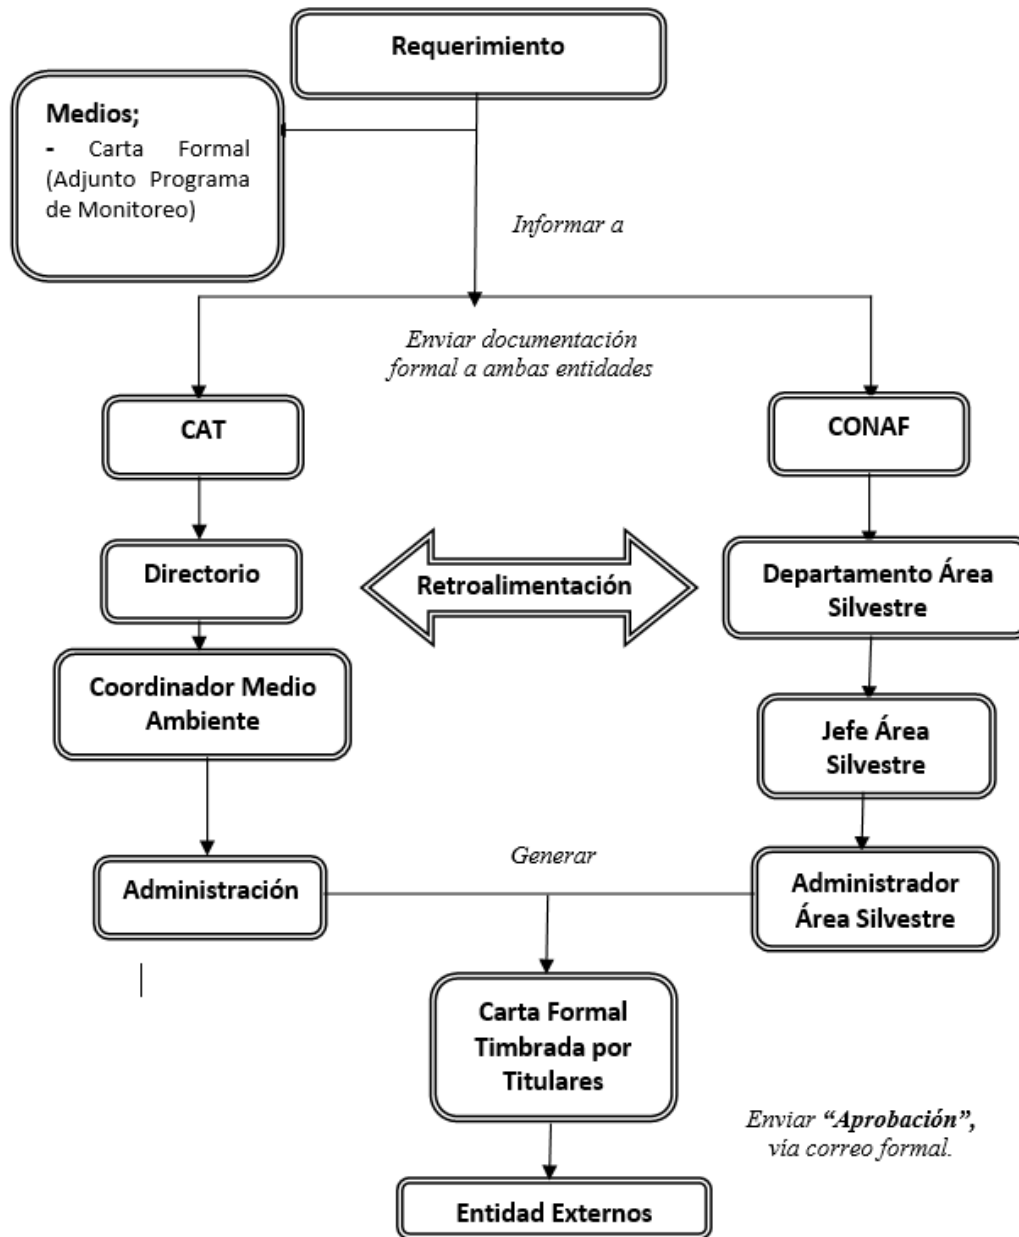 Requerimiento
Medios;
- Carta Formal
(Adjunto Programa
de Monitoreo)
Informar a
Enviar documentación
formal a ambas entidades
CAT
CONAF
Directorio
Retroalimentación
Departamento Área
Silvestre
Coordinador Medio
Ambiente
Jefe Área
Silvestre
Generar
Administración
Administrador
Área Silvestre
Carta Formal
Timbrada por
Titulares
Enviar “Aprobación”,
vía correo formal.
Entidad Externos